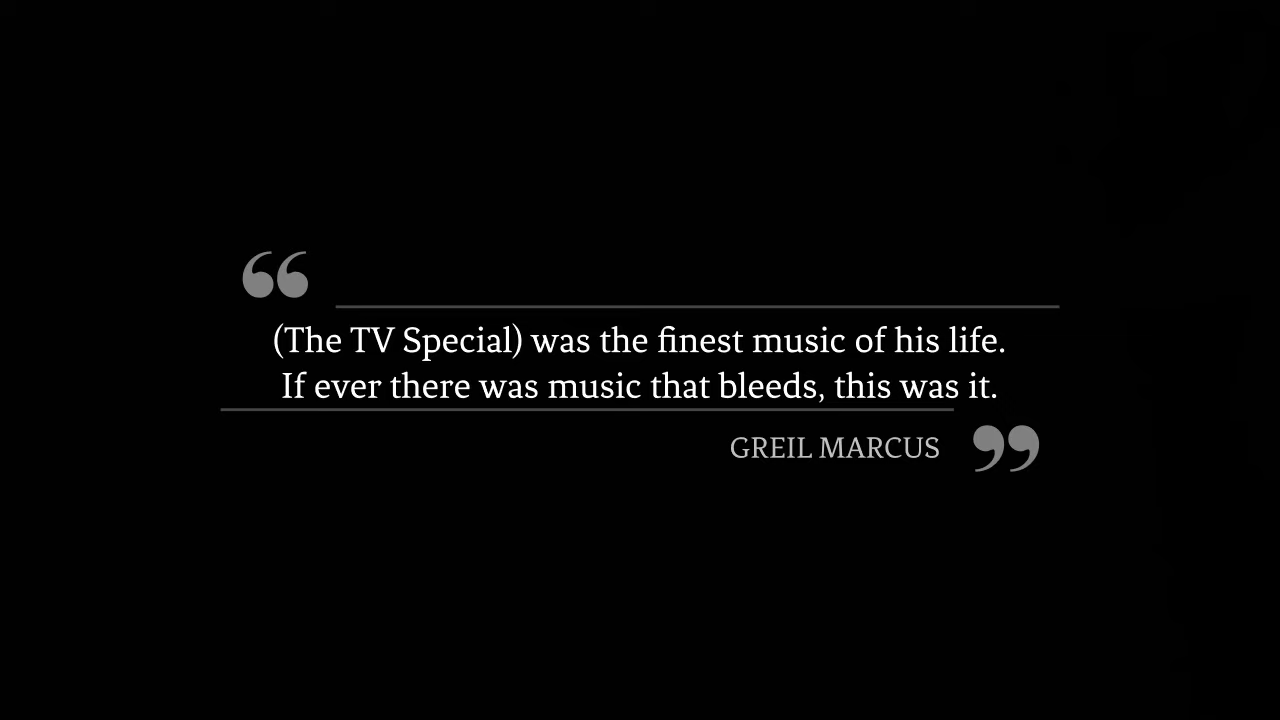 “
(The TV Special) was the finest music of his life.
If ever there was music that bleeds, this was it.
GREIL MARCUS ”